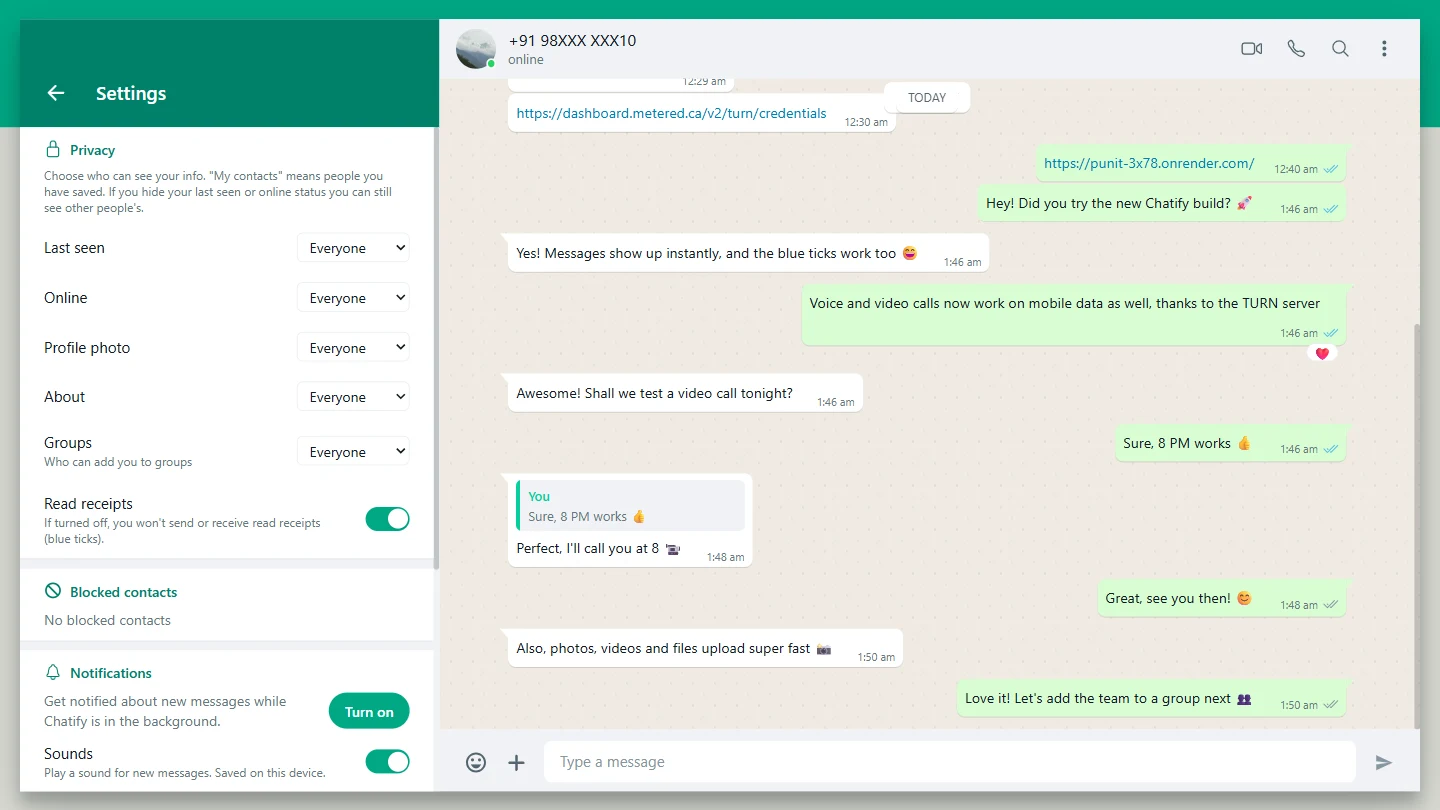 Settings
Privacy
Choose who can see your info. "My contacts" means people you
have saved. If you hide your last seen or online status you can still
see other people's.
Last seen
Everyone
Online
Everyone
Profile photo
Everyone
About
Everyone
Groups
Who can add you to groups
Everyone
Read receipts
If turned off, you won't send or receive read receipts
(blue ticks).
Blocked contacts
No blocked contacts
Notifications
Get notified about new messages while
Chatify is in the background.
Turn on
Sounds
Play a sound for new messages. Saved on this device.
+91 98XXX XXX10
online
12:29 am
TODAY
https://dashboard.metered.ca/v2/turn/credentials
12:30 am
https://punit-3x78.onrender.com/
12:40 am
Hey! Did you try the new Chatify build? 🚀
1:46 am
Yes! Messages show up instantly, and the blue ticks work too 😄
1:46 am
Voice and video calls now work on mobile data as well, thanks to the TURN server
1:46 am
❤️
Awesome! Shall we test a video call tonight?
1:46 am
Sure, 8 PM works 👍
1:46 am
You
Sure, 8 PM works 👍
Perfect, I'll call you at 8 📹
1:48 am
Great, see you then! 😊
1:48 am
Also, photos, videos and files upload super fast 📸
1:50 am
Love it! Let's add the team to a group next 👥
1:50 am
Type a message